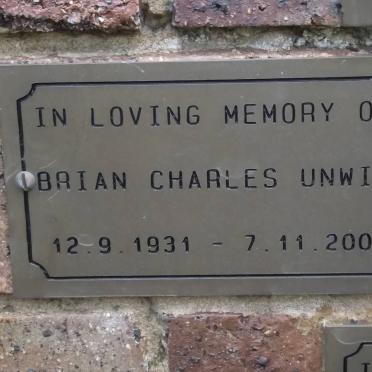 IN LOVING MEMORY O
BRIAN CHARLES UNWI
12.9.1931 - 7.11.200